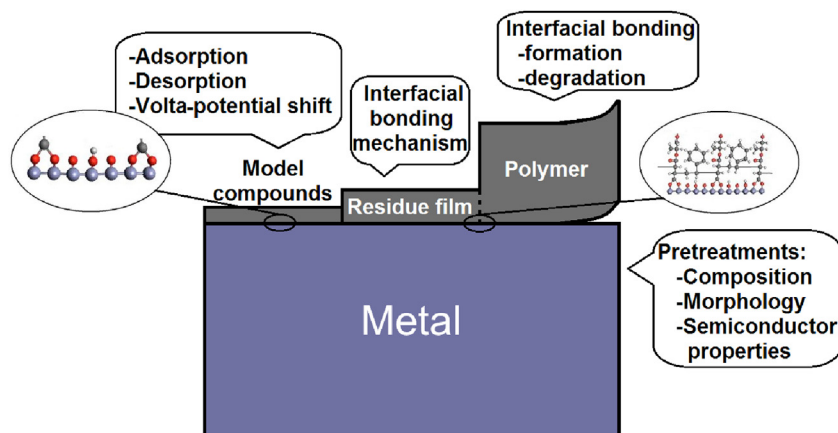 -Adsorption
-Desorption
-Volta-potential shift
Interfacial
bonding
mechanism
Interfacial bonding
-formation
-degradation
Model
compounds
Residue film
Polymer
Pretreatments:
-Composition
-Morphology
-Semiconductor
properties
Metal